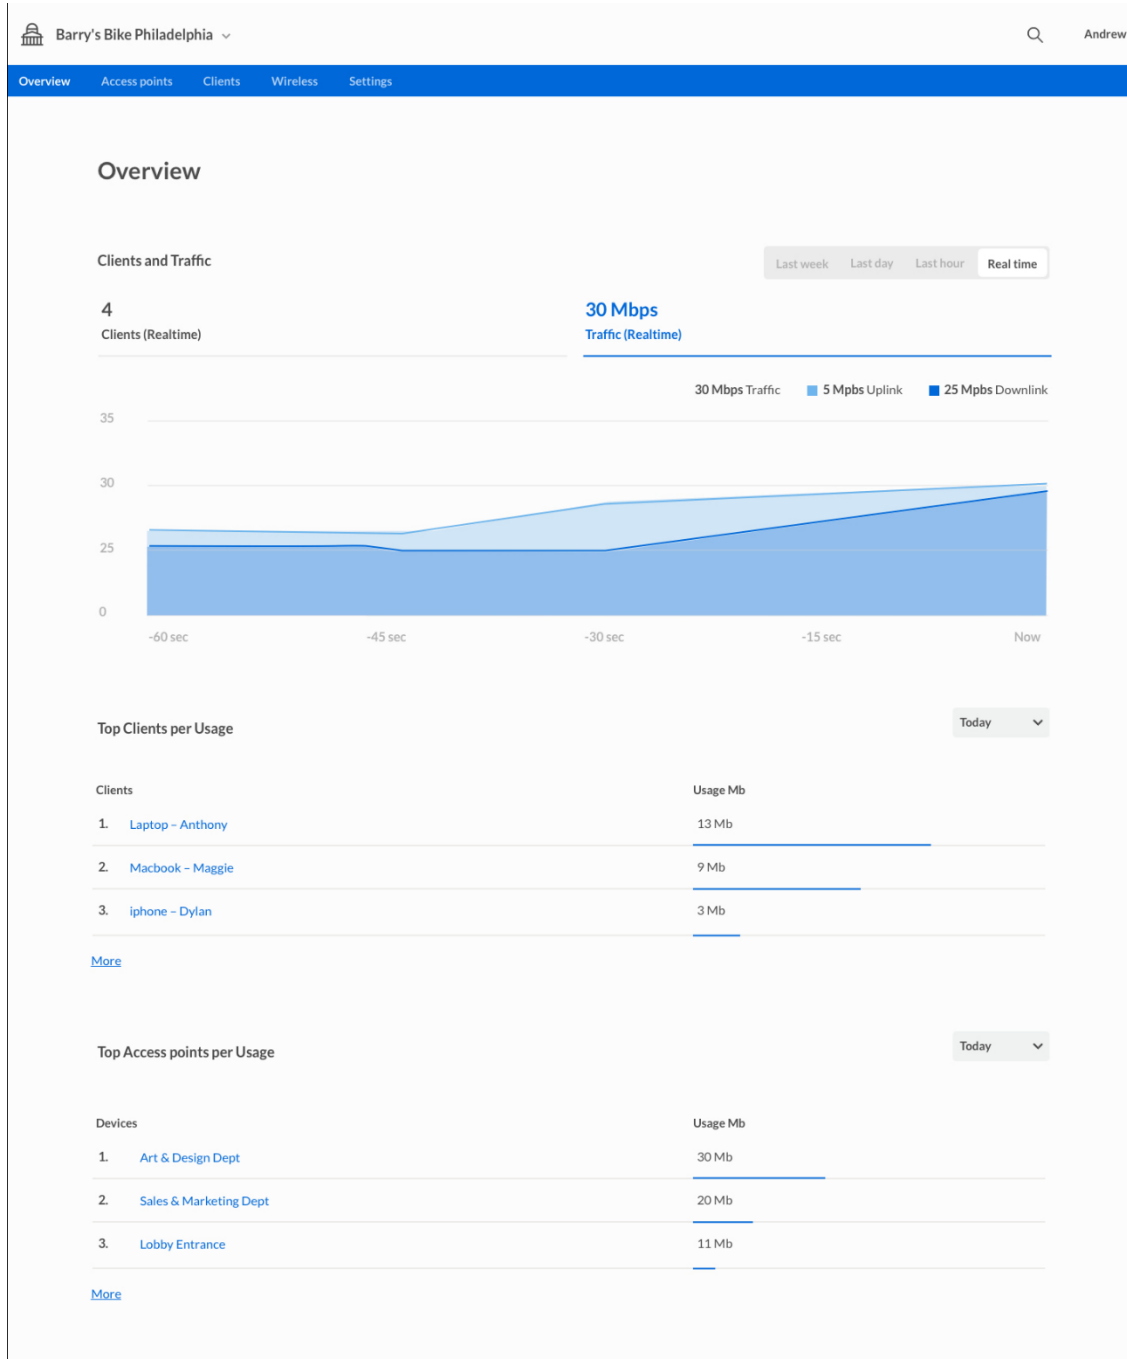 Barry's Bike Philadelphia
Andrew
Overview Access points Clients Wireless Settings
Overview
Clients and Traffic
Last week Last day Last hour Real time
4
Clients (Realtime)
30 Mbps
Traffic (Realtime)
30 Mbps Traffic 5 Mpbs Uplink 25 Mpbs Downlink
35
30
25
0
-60 sec -45 sec -30 sec -15 sec Now
Top Clients per Usage
Today
Clients Usage Mb
1. Laptop – Anthony 13 Mb
2. Macbook – Maggie 9 Mb
3. iphone – Dylan 3 Mb
More
Top Access points per Usage
Today
Devices Usage Mb
1. Art & Design Dept 30 Mb
2. Sales & Marketing Dept 20 Mb
3. Lobby Entrance 11 Mb
More